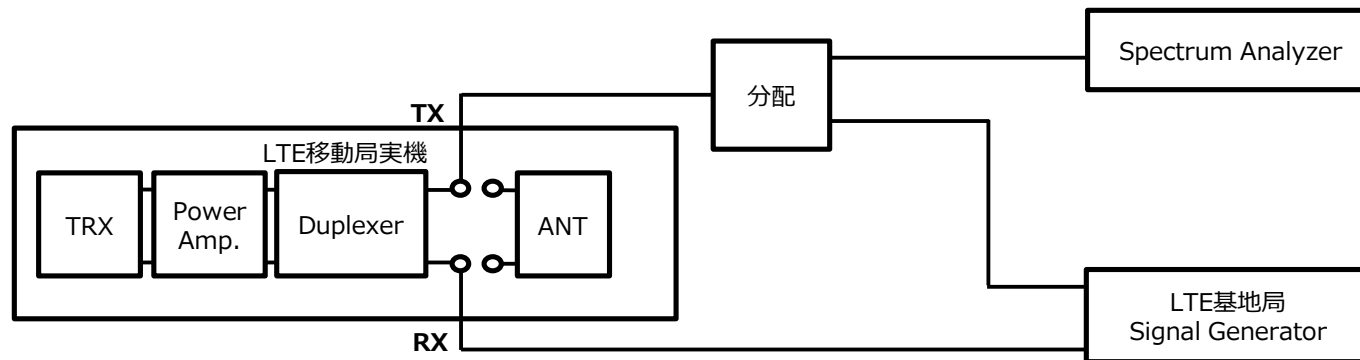 Spectrum Analyzer
分配
TX
LTE移動局実機
TRX
Power
Amp.
Duplexer
ANT
LTE基地局
Signal Generator
RX